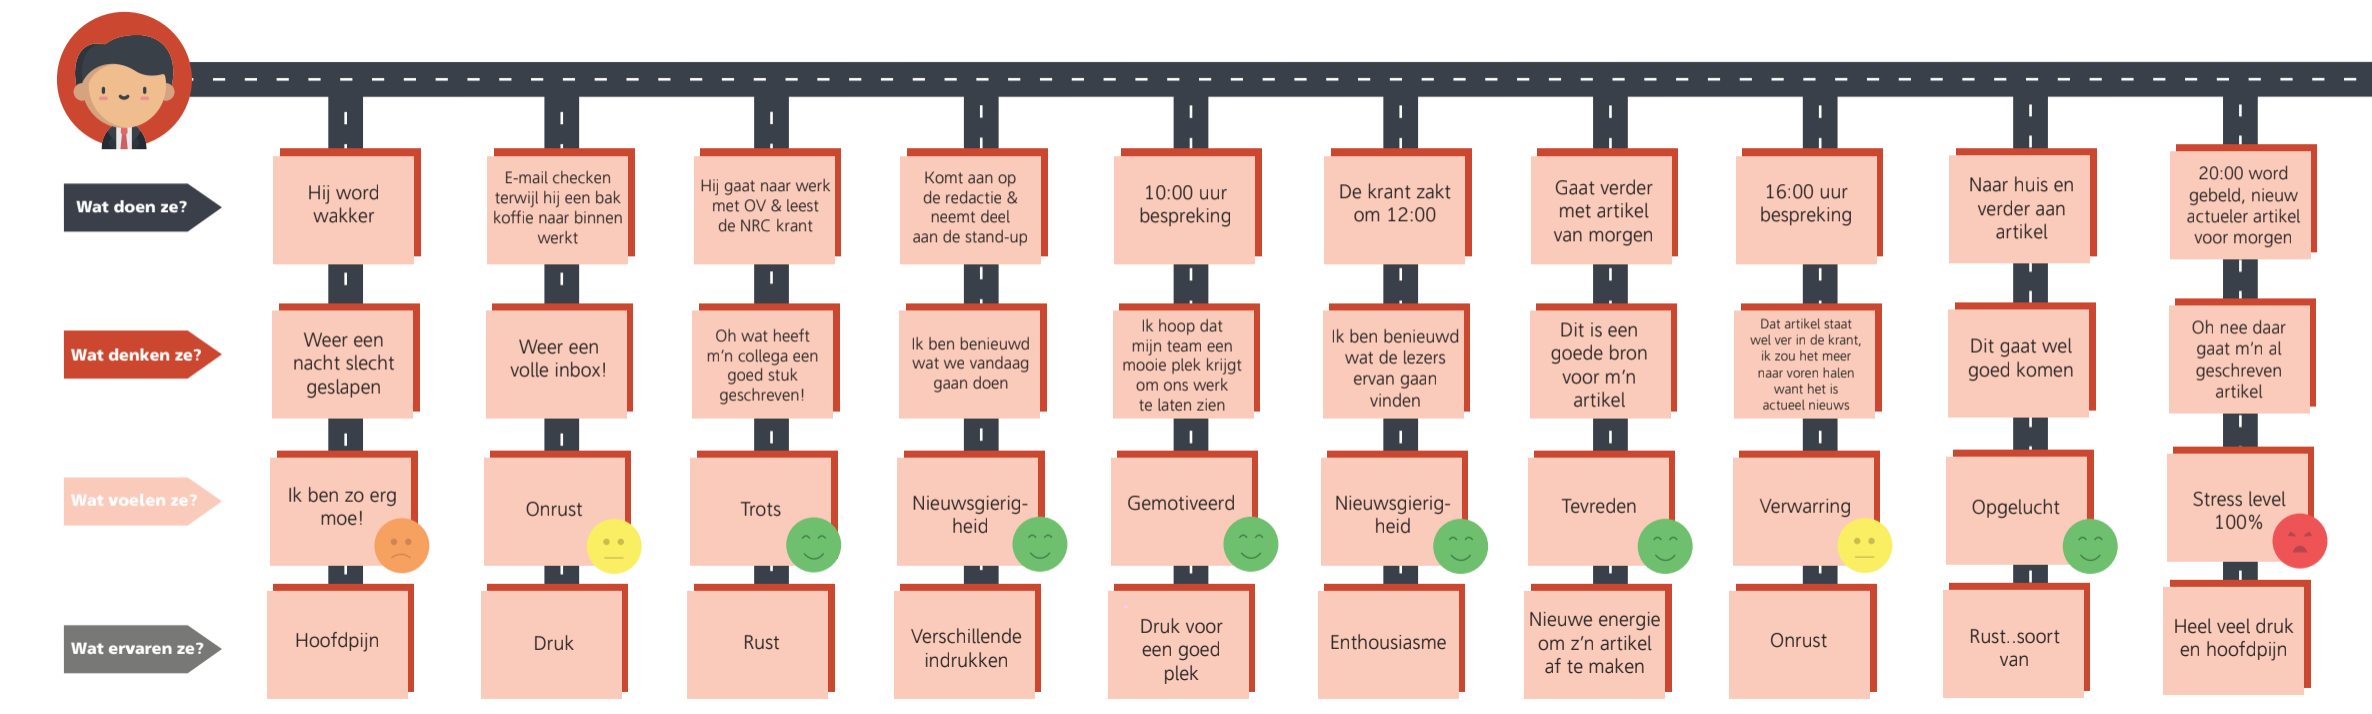 Wat doen ze?
Hij word
wakker
E-mail checken
terwijl hij een bak
koffie naar binnen
werkt
Hij gaat naar werk
met OV & leest
de NRC krant
Komt aan op
de redactie &
neemt deel
aan de stand-up
10:00 uur
bespreking
De krant zakt
om 12:00
Gaat verder
met artikel
van morgen
16:00 uur
bespreking
Naar huis en
verder aan
artikel
20:00 word
gebeld, nieuw
actueler artikel
voor morgen
Wat denken ze?
Weer een
nacht slecht
geslapen
Weer een
volle inbox!
Oh wat heeft
m'n collega een
goed stuk
geschreven!
Ik ben benieuwd
wat we vandaag
gaan doen
Ik hoop dat
mijn team een
mooie plek krijgt
om ons werk
te laten zien
Ik ben benieuwd
wat de lezers
ervan gaan
vinden
Dit is een
goede bron
voor m'n
artikel
Dat artikel staat
wel ver in de krant,
ik zou het meer
naar voren halen
want het is
actueel nieuws
Dit gaat wel
goed komen
Oh nee daar
gaat m'n al
geschreven
artikel
Wat voelen ze?
Ik ben zo erg
moe!
Onrust
Trots
Nieuwsgierig-
heid
Gemotiveerd
Nieuwsgierig-
heid
Tevreden
Verwarring
Opgelucht
Stress level
100%
Wat ervaren ze?
Hoofdpijn
Druk
Rust
Verschillende
indrukken
Druk voor
een goed
plek
Enthousiasme
Nieuwe energie
om z'n artikel
af te maken
Onrust
Rust..soort
van
Heel veel druk
en hoofdpijn